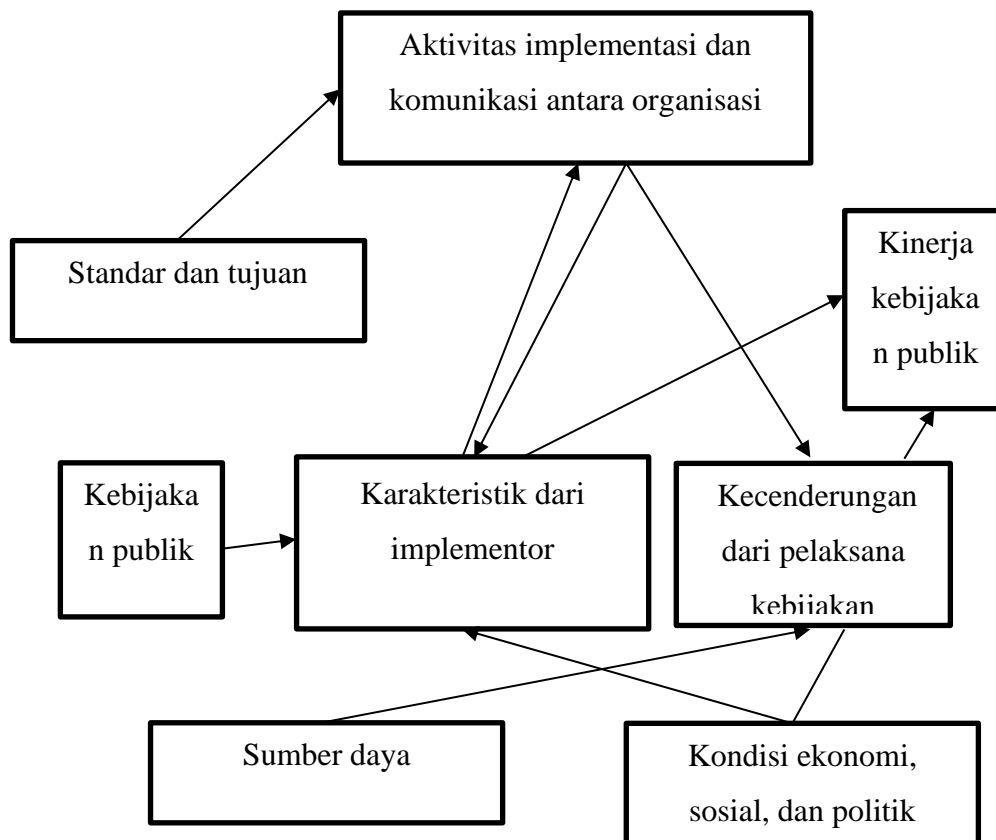 Aktivitas implementasi dan
komunikasi antara organisasi
Standar dan tujuan
Kinerja
kebijaka
n publik
Kebijaka
n publik
Karakteristik dari
implementor
Kecenderungan
dari pelaksana
kebijakan
Sumber daya
Kondisi ekonomi,
sosial, dan politik